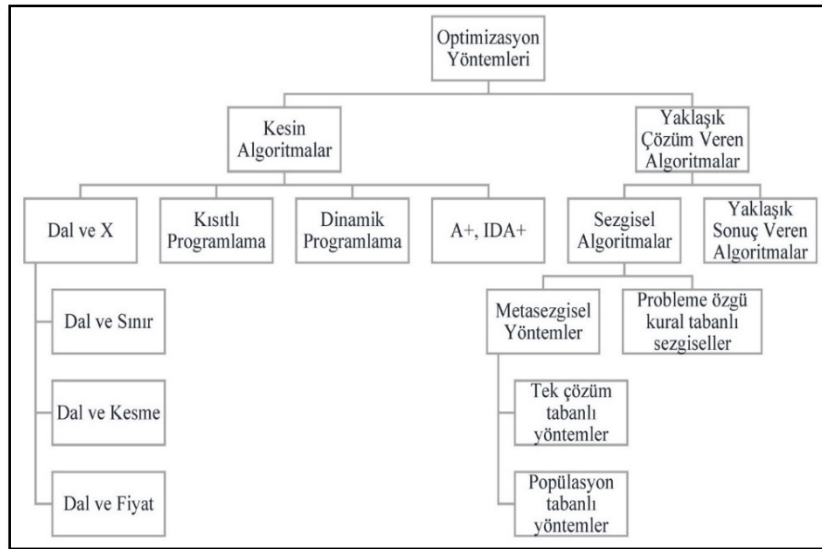 Optimizasyon
Yöntemleri
Kesin
Algoritmalar
Yaklaşık
Çözüm Veren
Algoritmalar
Dal ve X
Kısıtlı
Programlama
Dinamik
Programlama
A+, IDA+
Sezgisel
Algoritmalar
Yaklaşık
Sonuç Veren
Algoritmalar
Dal ve Sınır
Dal ve Kesme
Dal ve Fiyat
Metasezgisel
Yöntemler
Probleme özgü
kural tabanlı
sezgiseller
Tek çözüm
tabanlı
yöntemler
Popülasyon
tabanlı
yöntemler